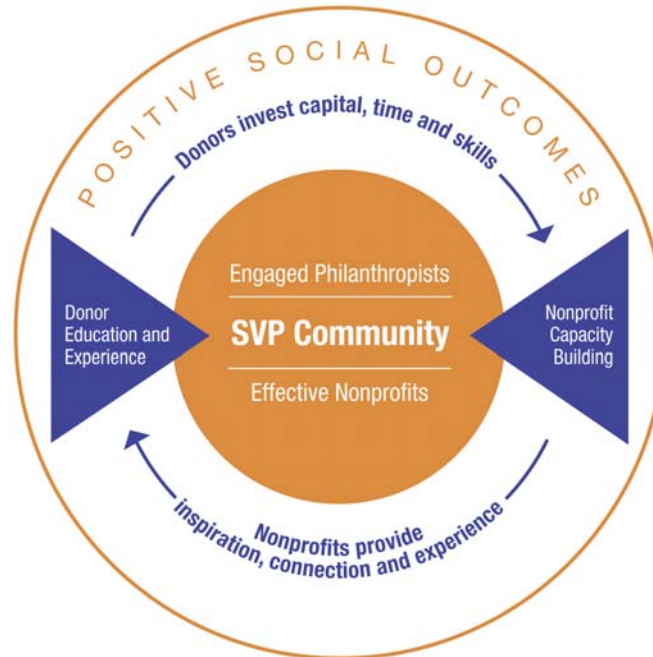 POSITIVE SOCIAL OUTCOMES
Donors invest capital, time and skills
Engaged Philanthropists
SVP Community
Effective Nonprofits
Donor
Education and
Experience
Nonprofit
Capacity
Building
Nonprofits provide
inspiration, connection and experience